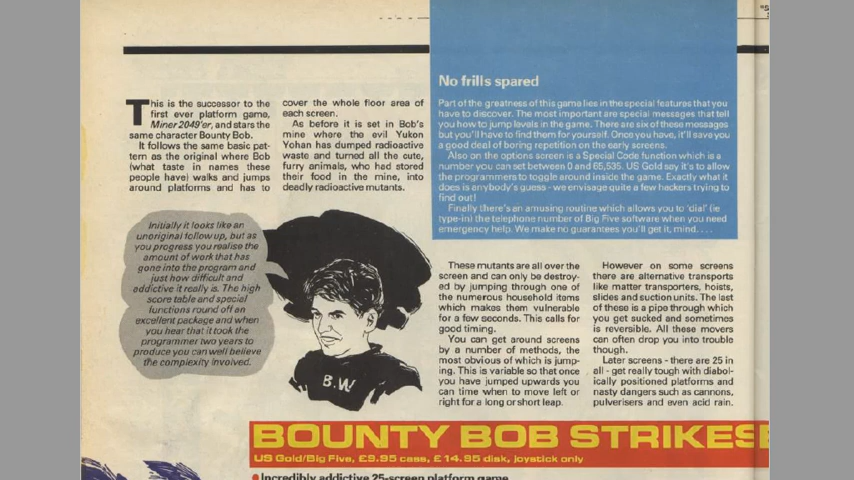 This is the successor to the
first ever platform game,
Miner 2049'er, and stars the
same character Bounty Bob.
It follows the same basic pat-
tern as the original where Bob
(what taste in names these
people have) walks and jumps
around platforms and has to
cover the whole floor area of
each screen.
As before it is set in Bob's
mine where the evil Yukon
Yohan has dumped radioactive
waste and turned all the cute,
furry animals, who had stored
their food in the mine, into
deadly radioactive mutants.
No frills spared
Part of the greatness of this game lies in the special features that you
have to discover. The most important are special messages that tell
you how to jump levels in the game. There are six of these messages
but you'll have to find them for yourself. Once you have, it'll save you
a good deal of boring repetition on the early screens.
Also on the options screen is a Special Code function which is a
number you can set between 0 and 65,535. US Gold say it's to allow
the programmers to toggle around inside the game. Exactly what it
does is anybody's guess - we envisage quite a few hackers trying to
find out!
Finally there's an amusing routine which allows you to 'dial' (ie
type-in) the telephone number of Big Five software when you need
emergency help. We make no guarantees you'll get it, mind....
Initially it looks like an
unoriginal follow up, but as
you progress you realise the
amount of work that has
gone into the program and
just how difficult and
addictive it really is. The high
score table and special
functions round off an
excellent package and when
you hear that it took the
programmer two years to
produce you can well believe
the complexity involved.
B.W
These mutants are all over the
screen and can only be destroy-
ed by jumping through one of
the numerous household items
which makes them vulnerable
for a few seconds. This calls for
good timing.
You can get around screens
by a number of methods, the
most obvious of which is jump-
ing. This is variable so that once
you have jumped upwards you
can time when to move left or
right for a long or short leap.
However on some screens
there are alternative transports
like matter transporters, hoists,
slides and suction units. The last
of these is a pipe through which
you get sucked and sometimes
is reversible. All these movers
can often drop you into trouble
though.
Later screens - there are 25 in
all - get really tough with diabol-
ically positioned platforms and
nasty dangers such as cannons,
pulverisers and even acid rain.
BOUNTY BOB STRIKES
US Gold/Big Five, £9.95 cass, £14.95 disk, joystick only
Incredibly addictive 25-screen platform game